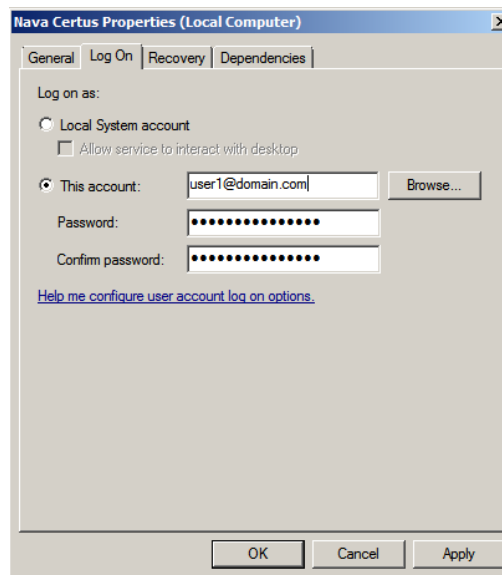 Nava Certus Properties (Local Computer)
General Log On Recovery Dependencies
Log on as:
Local System account
Allow service to interact with desktop
This account: user1@domain.com Browse...
Password: •••••••••••••••
Confirm password: •••••••••••••••
Help me configure user account log on options.
OK Cancel Apply